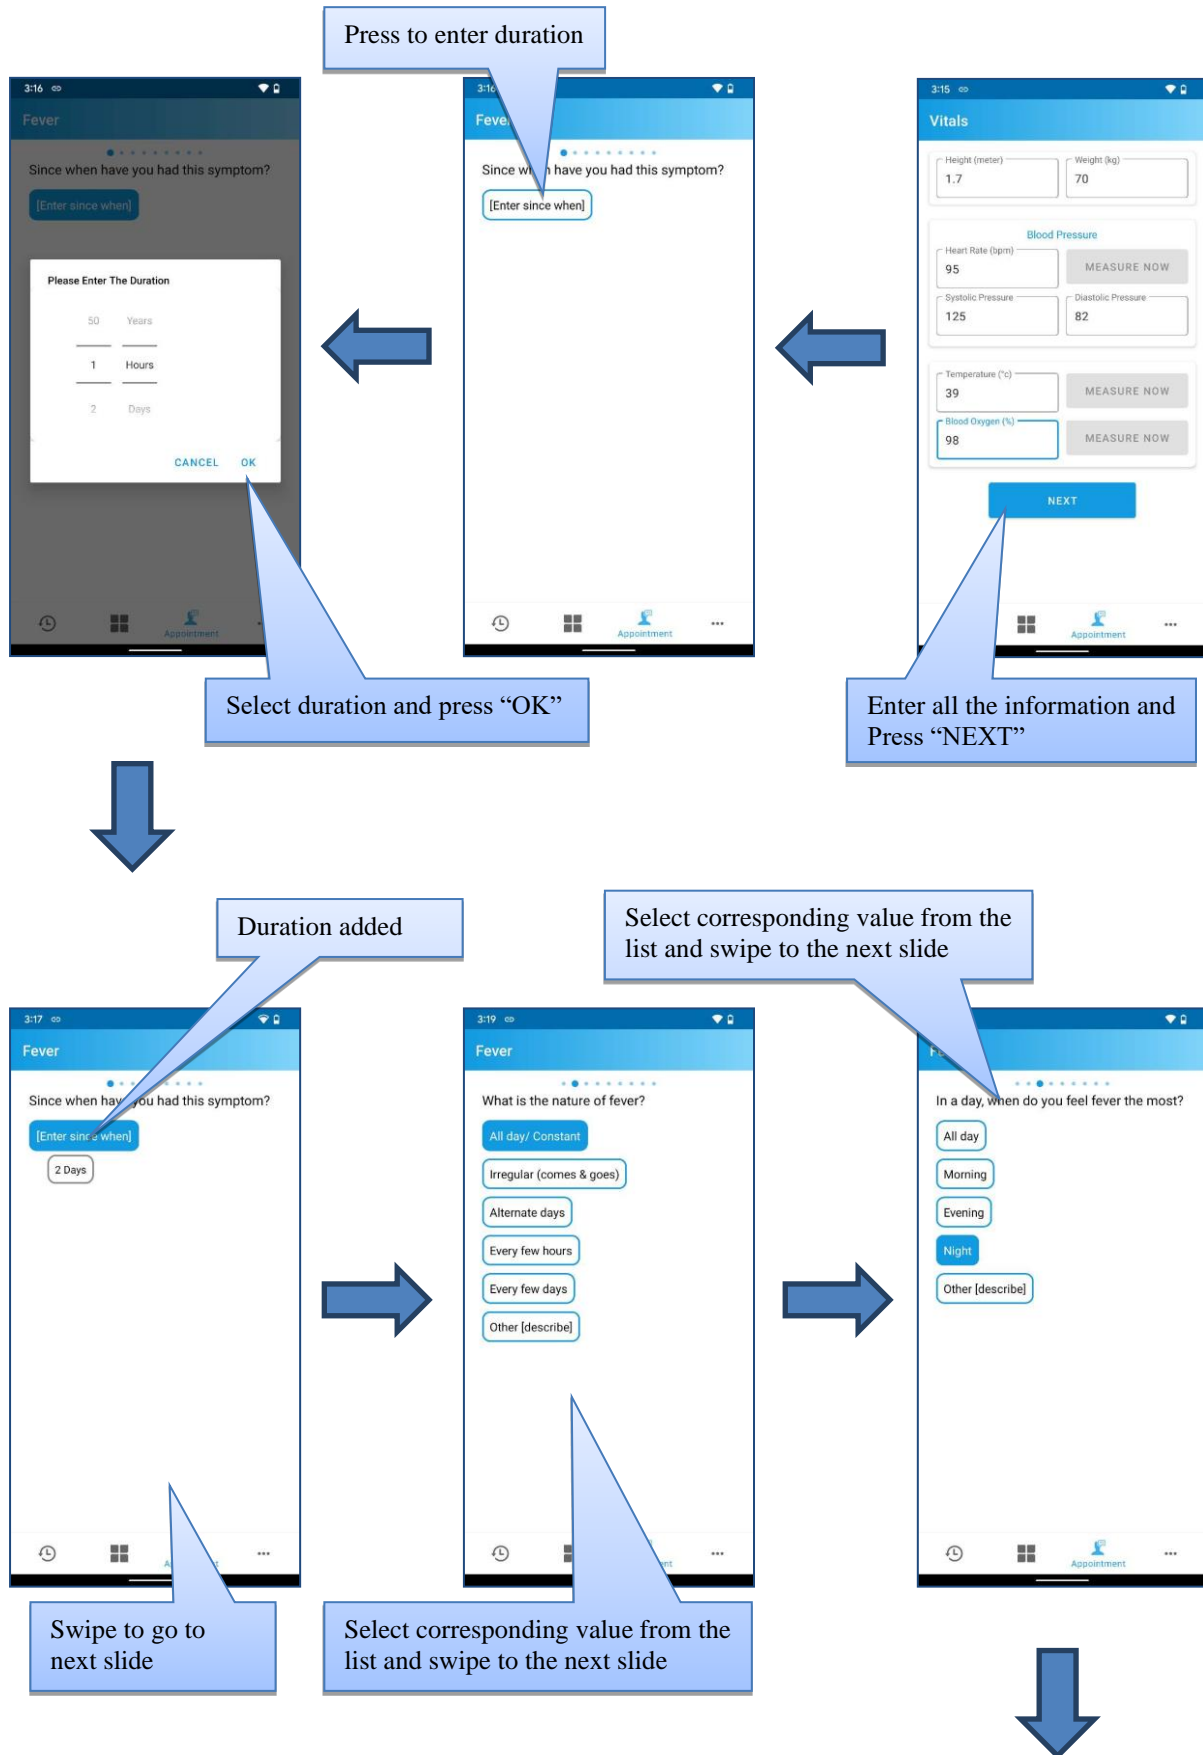 Press to enter duration
3:16
Fever
Since when have you had this symptom?
[Enter since when]
Please Enter The Duration
50 Years
1 Hours
2 Days
CANCEL OK
Appointment
Select duration and press “OK”
3:16
Fever
Since when have you had this symptom?
[Enter since when]
Appointment
3:15
Vitals
Height (meter)
1.7
Weight (kg)
70
Blood Pressure
Heart Rate (bpm)
95
MEASURE NOW
Systolic Pressure
125
Diastolic Pressure
82
Temperature (°c)
39
MEASURE NOW
Blood Oxygen (%)
98
MEASURE NOW
NEXT
Appointment
Enter all the information and
Press “NEXT”
Duration added
3:17
Fever
Since when have you had this symptom?
[Enter since when]
2 Days
Swipe to go to
next slide
3:19
Fever
What is the nature of fever?
All day/ Constant
Irregular (comes & goes)
Alternate days
Every few hours
Every few days
Other [describe]
Select corresponding value from the
list and swipe to the next slide
Select corresponding value from the
list and swipe to the next slide
In a day, when do you feel fever the most?
All day
Morning
Evening
Night
Other [describe]
Appointment